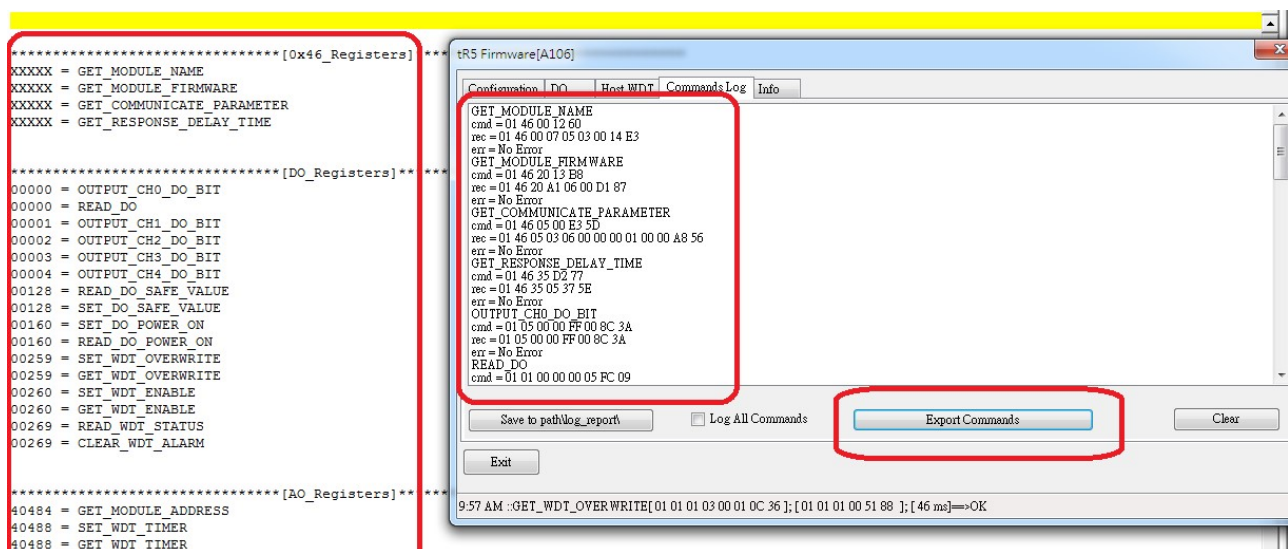 ********************************[0x46_Registers]****
XXXXX = GET_MODULE_NAME
XXXXX = GET_MODULE_FIRMWARE
XXXXX = GET_COMMUNICATE_PARAMETER
XXXXX = GET_RESPONSE_DELAY_TIME
********************************[DO_Registers]******
00000 = OUTPUT_CH0_DO_BIT
00000 = READ_DO
00001 = OUTPUT_CH1_DO_BIT
00002 = OUTPUT_CH2_DO_BIT
00003 = OUTPUT_CH3_DO_BIT
00004 = OUTPUT_CH4_DO_BIT
00128 = READ_DO_SAFE_VALUE
00128 = SET_DO_SAFE_VALUE
00160 = SET_DO_POWER_ON
00160 = READ_DO_POWER_ON
00259 = SET_WDT_OVERWRITE
00259 = GET_WDT_OVERWRITE
00260 = SET_WDT_ENABLE
00260 = GET_WDT_ENABLE
00269 = READ_WDT_STATUS
00269 = CLEAR_WDT_ALARM
********************************[AO_Registers]******
40484 = GET_MODULE_ADDRESS
40488 = SET_WDT_TIMER
40488 = GET_WDT_TIMER
tR5 Firmware[A106]
Configuration DO Host WDT Commands Log Info
GET_MODULE_NAME
cmd = 01 46 00 12 60
rec = 01 46 00 07 05 03 00 14 E3
err = No Error
GET_MODULE_FIRMWARE
cmd = 01 46 20 13 B8
rec = 01 46 20 A1 06 00 D1 87
err = No Error
GET_COMMUNICATE_PARAMETER
cmd = 01 46 05 00 E3 5D
rec = 01 46 05 03 06 00 00 00 01 00 00 A8 56
err = No Error
GET_RESPONSE_DELAY_TIME
cmd = 01 46 35 D2 77
rec = 01 46 35 05 37 5E
err = No Error
OUTPUT_CH0_DO_BIT
cmd = 01 05 00 00 FF 00 8C 3A
rec = 01 05 00 00 FF 00 8C 3A
err = No Error
READ_DO
cmd = 01 01 00 00 00 05 FC 09
Save to path\log_report\ Log All Commands Export Commands Clear
Exit
9:57 AM ::GET_WDT_OVERWRITE[ 01 01 01 03 00 01 0C 36 ]; [ 01 01 01 00 51 88 ]; [ 46 ms]==>OK